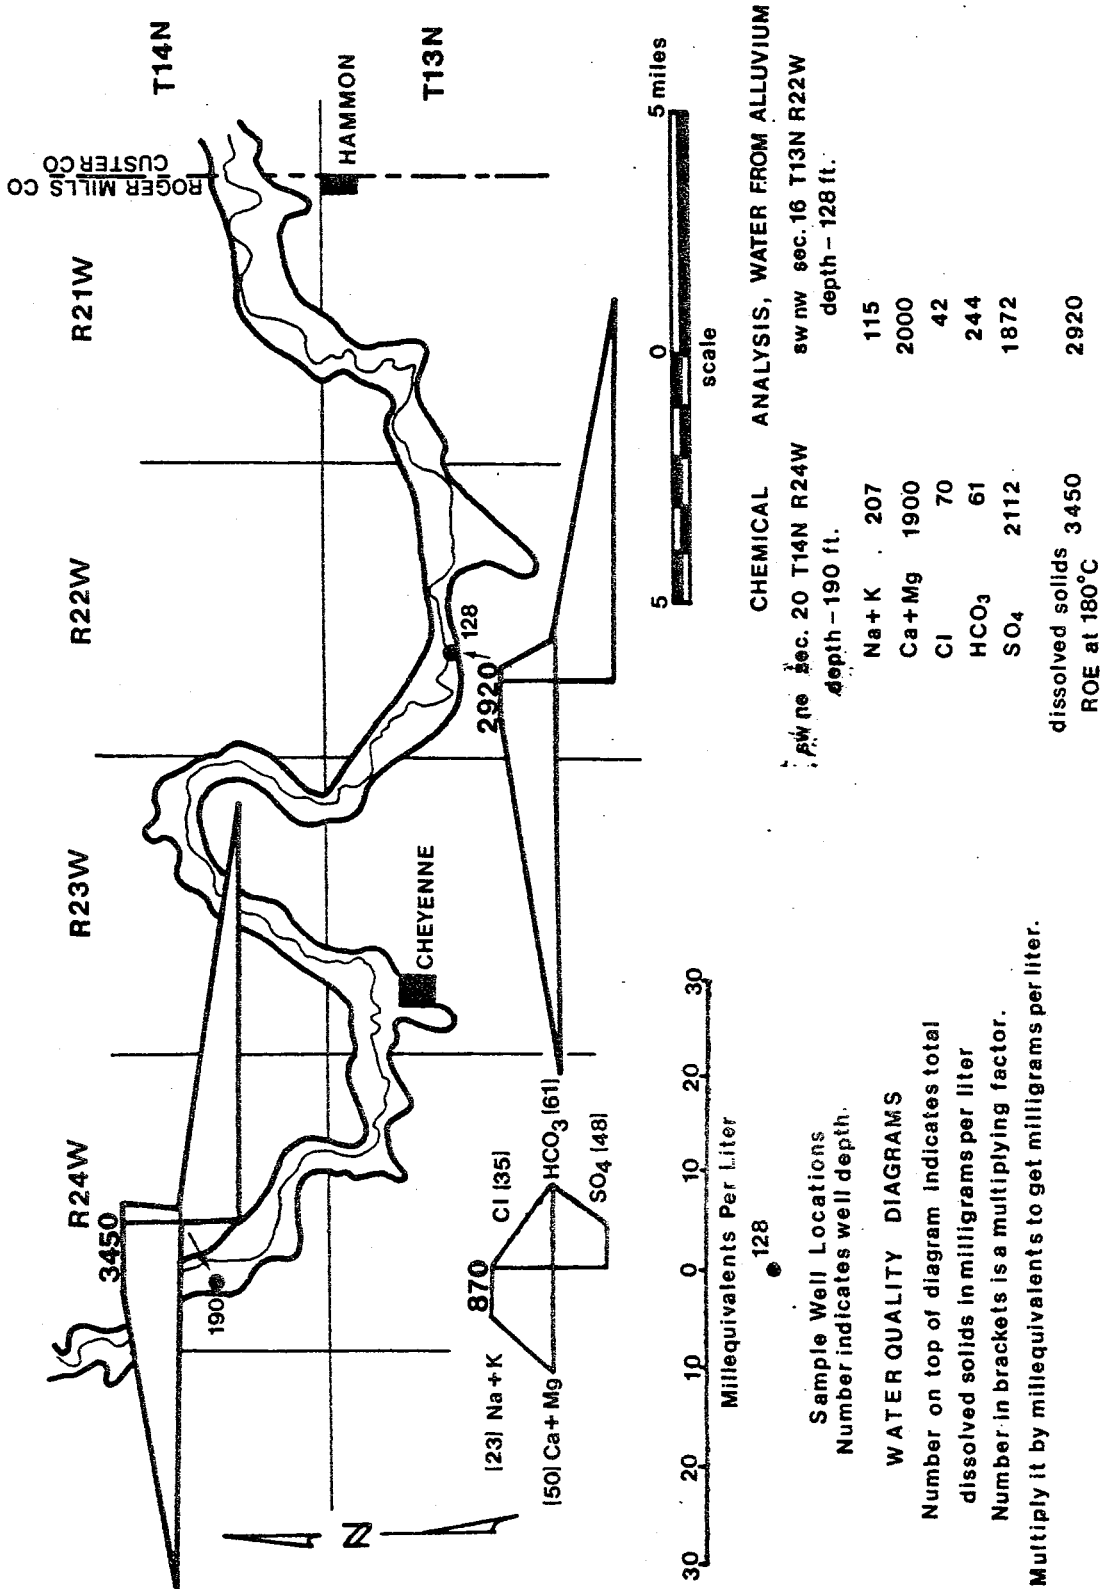 R24W
R23W
R22W
R21W
T14N
T13N
ROGER MILLS CO
CUSTER CO
HAMMON
CHEYENNE
3450
190
2920
128
N
870
[23] Na+K
Cl [35]
[50] Ca+Mg
HCO₃ [61]
SO₄ [48]
30 20 10 0 10 20 30
Millequivalents Per Liter
128
Sample Well Locations
Number indicates well depth.
WATER QUALITY DIAGRAMS
Number on top of diagram indicates total
dissolved solids in milligrams per liter
Number in brackets is a multiplying factor.
Multiply it by millequivalents to get milligrams per liter.
5 0 5 miles
scale
CHEMICAL ANALYSIS, WATER FROM ALLUVIUM
sw ne sec. 20 T14N R24W sw nw sec. 16 T13N R22W
depth – 190 ft. depth – 128 ft.
Na+K 207 115
Ca+Mg 1900 2000
Cl 70 42
HCO₃ 61 244
SO₄ 2112 1872
dissolved solids 3450 2920
ROE at 180°C